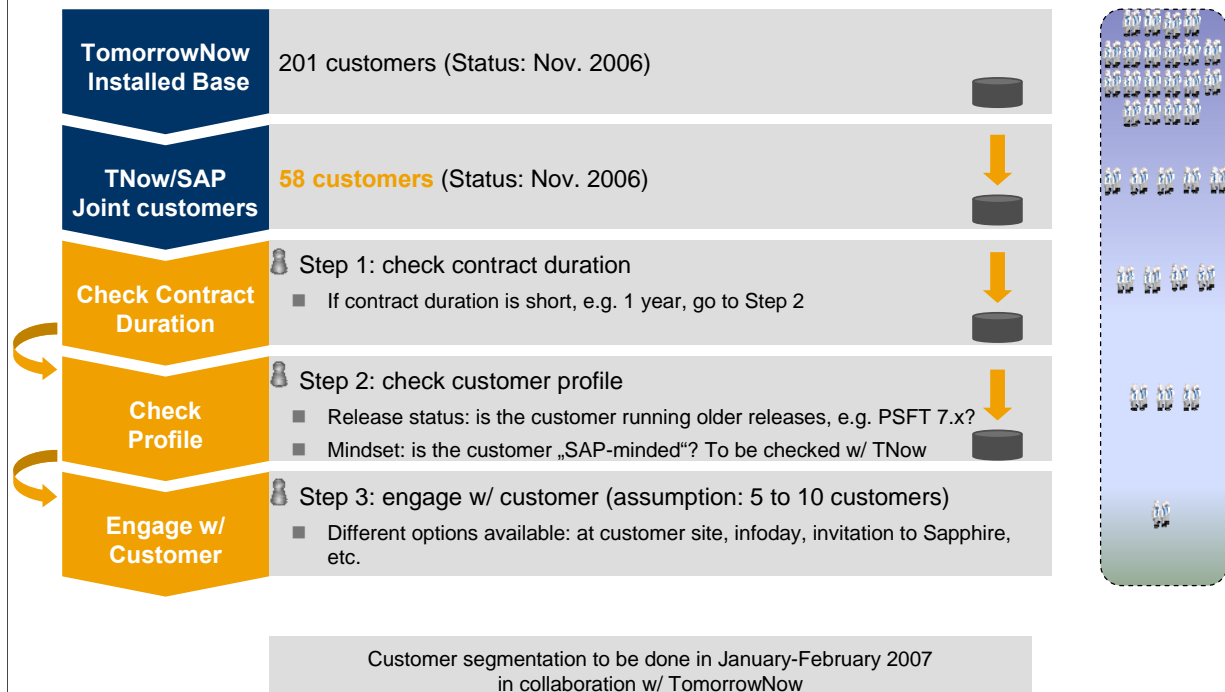 TomorrowNow
Installed Base
201 customers (Status: Nov. 2006)
TNow/SAP
Joint customers
58 customers (Status: Nov. 2006)
Check Contract
Duration
Step 1: check contract duration
■ If contract duration is short, e.g. 1 year, go to Step 2
Check
Profile
Step 2: check customer profile
■ Release status: is the customer running older releases, e.g. PSFT 7.x?
■ Mindset: is the customer „SAP-minded“? To be checked w/ TNow
Engage w/
Customer
Step 3: engage w/ customer (assumption: 5 to 10 customers)
■ Different options available: at customer site, infoday, invitation to Sapphire,
etc.
Customer segmentation to be done in January-February 2007
in collaboration w/ TomorrowNow